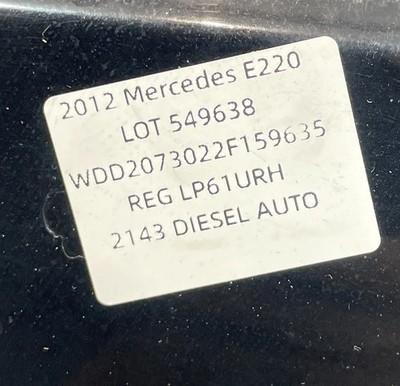 2012 Mercedes E220
LOT 549638
WDD2073022F159635
REG LP61URH
2143 DIESEL AUTO